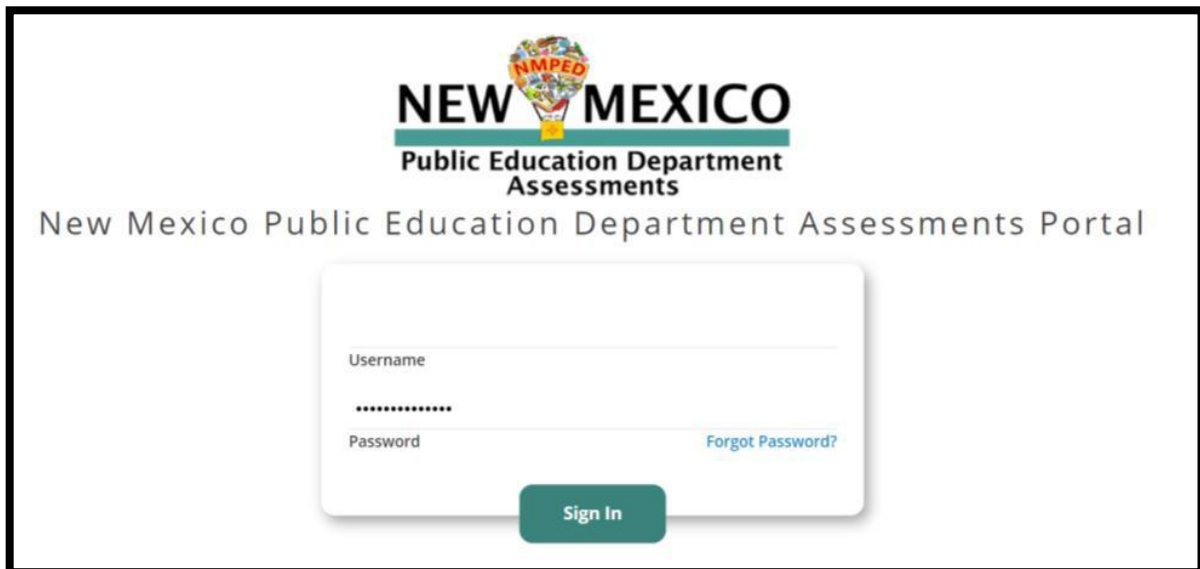 NMPED
NEW MEXICO
Public Education Department
Assessments
New Mexico Public Education Department Assessments Portal
Username
••••••••••••••
Password Forgot Password?
Sign In